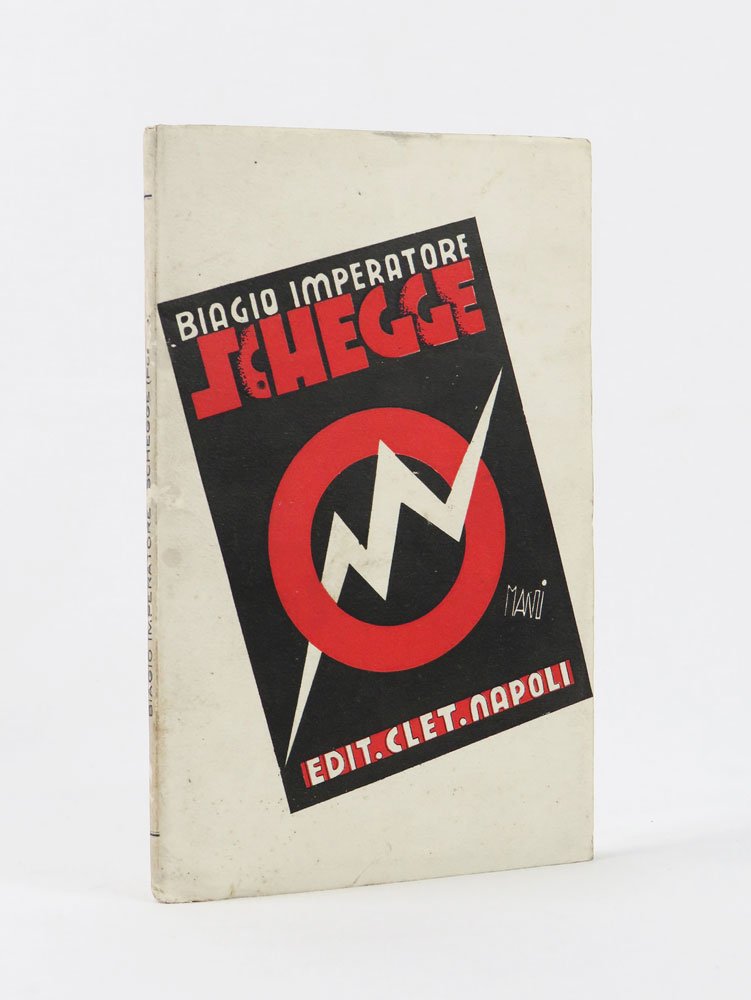 BIAGIO IMPERATORE
SCHEGGE
MANI
EDIT. CLET. NAPOLI
BIAGIO IMPERATORE SCHEGGE